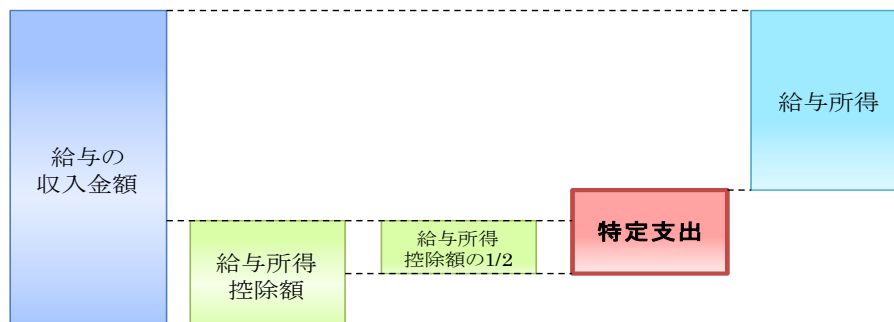 給与の
収入金額
給与所得
控除額
給与所得
控除額の1/2
特定支出
給与所得